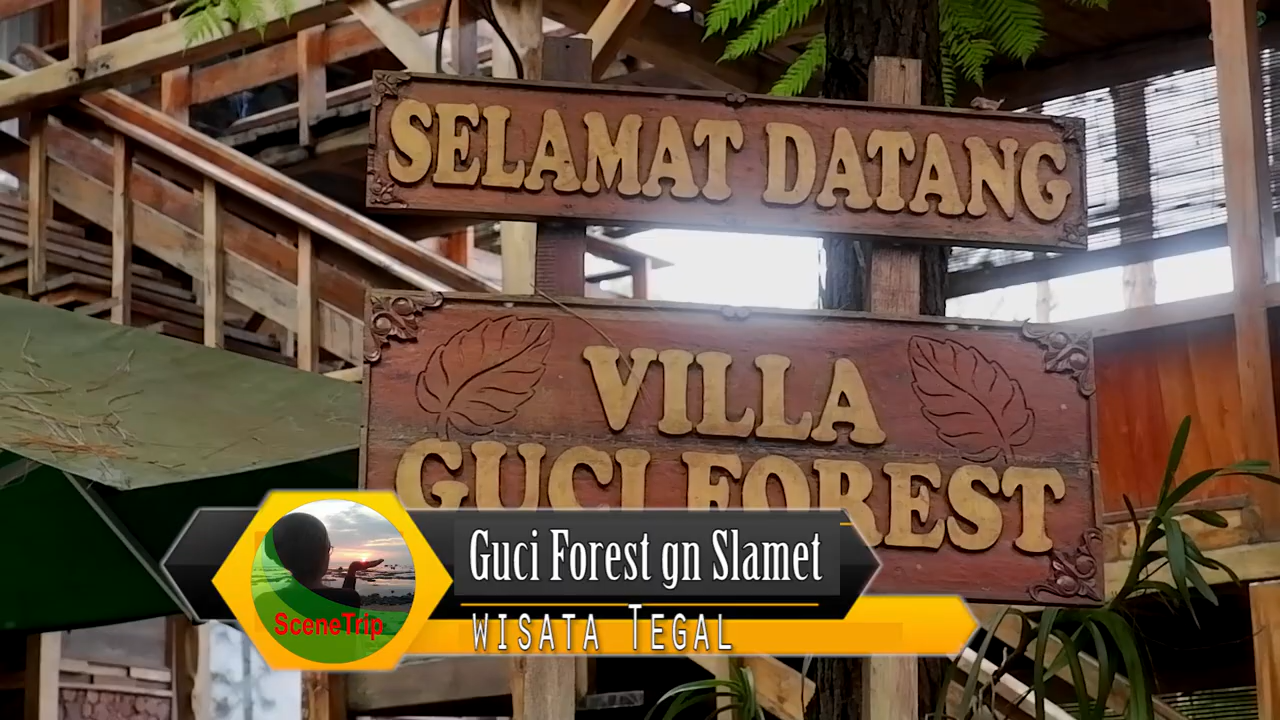 SELAMAT DATANG
VILLA
GUCI FOREST
Guci Forest gn Slamet
SceneTrip
WISATA TEGAL